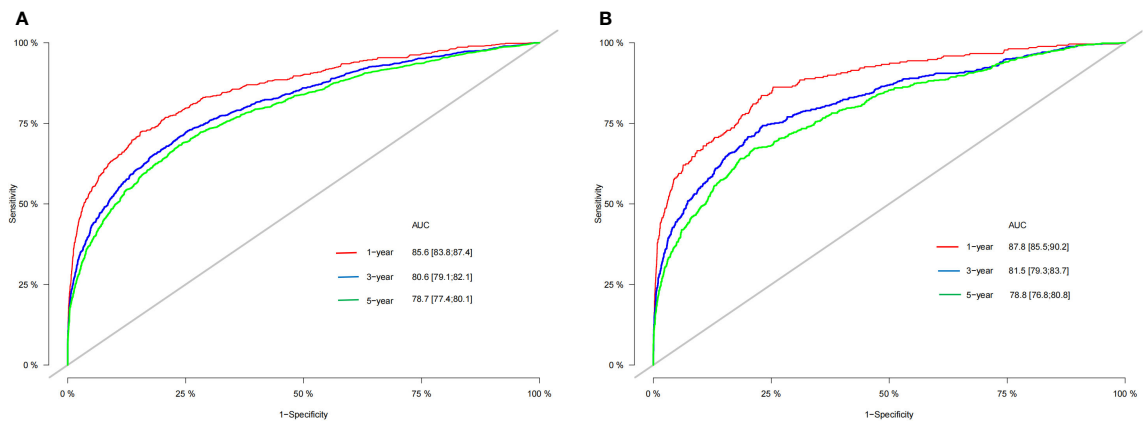 A
100 %
75 %
50 %
25 %
0 %
Sensitivity
AUC
1−year 85.6 [83.8;87.4]
3−year 80.6 [79.1;82.1]
5−year 78.7 [77.4;80.1]
0 %
25 %
50 %
75 %
100 %
1−Specificity
B
100 %
75 %
50 %
25 %
0 %
Sensitivity
AUC
1−year 87.8 [85.5;90.2]
3−year 81.5 [79.3;83.7]
5−year 78.8 [76.8;80.8]
0 %
25 %
50 %
75 %
100 %
1−Specificity